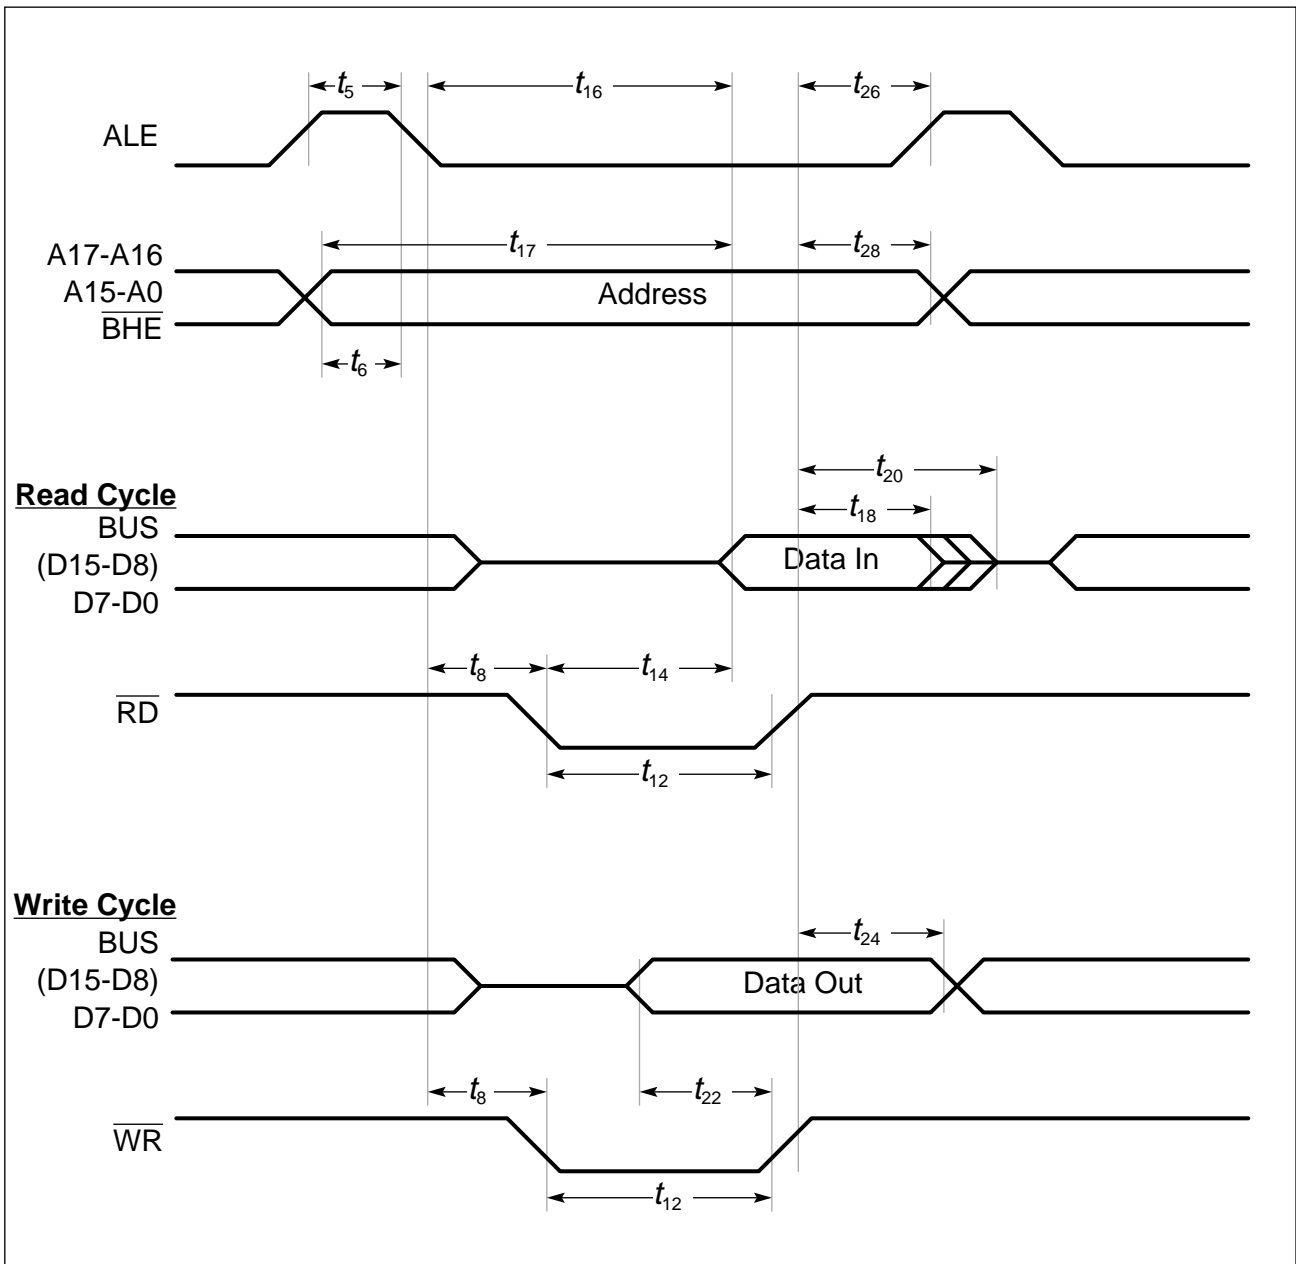 t5
t16
t26
ALE
t17
t28
A17-A16
A15-A0
Address
BHE
t6
t20
Read Cycle
t18
BUS
(D15-D8)
Data In
D7-D0
t8
t14
RD
t12
Write Cycle
t24
BUS
(D15-D8)
Data Out
D7-D0
t8
t22
WR
t12